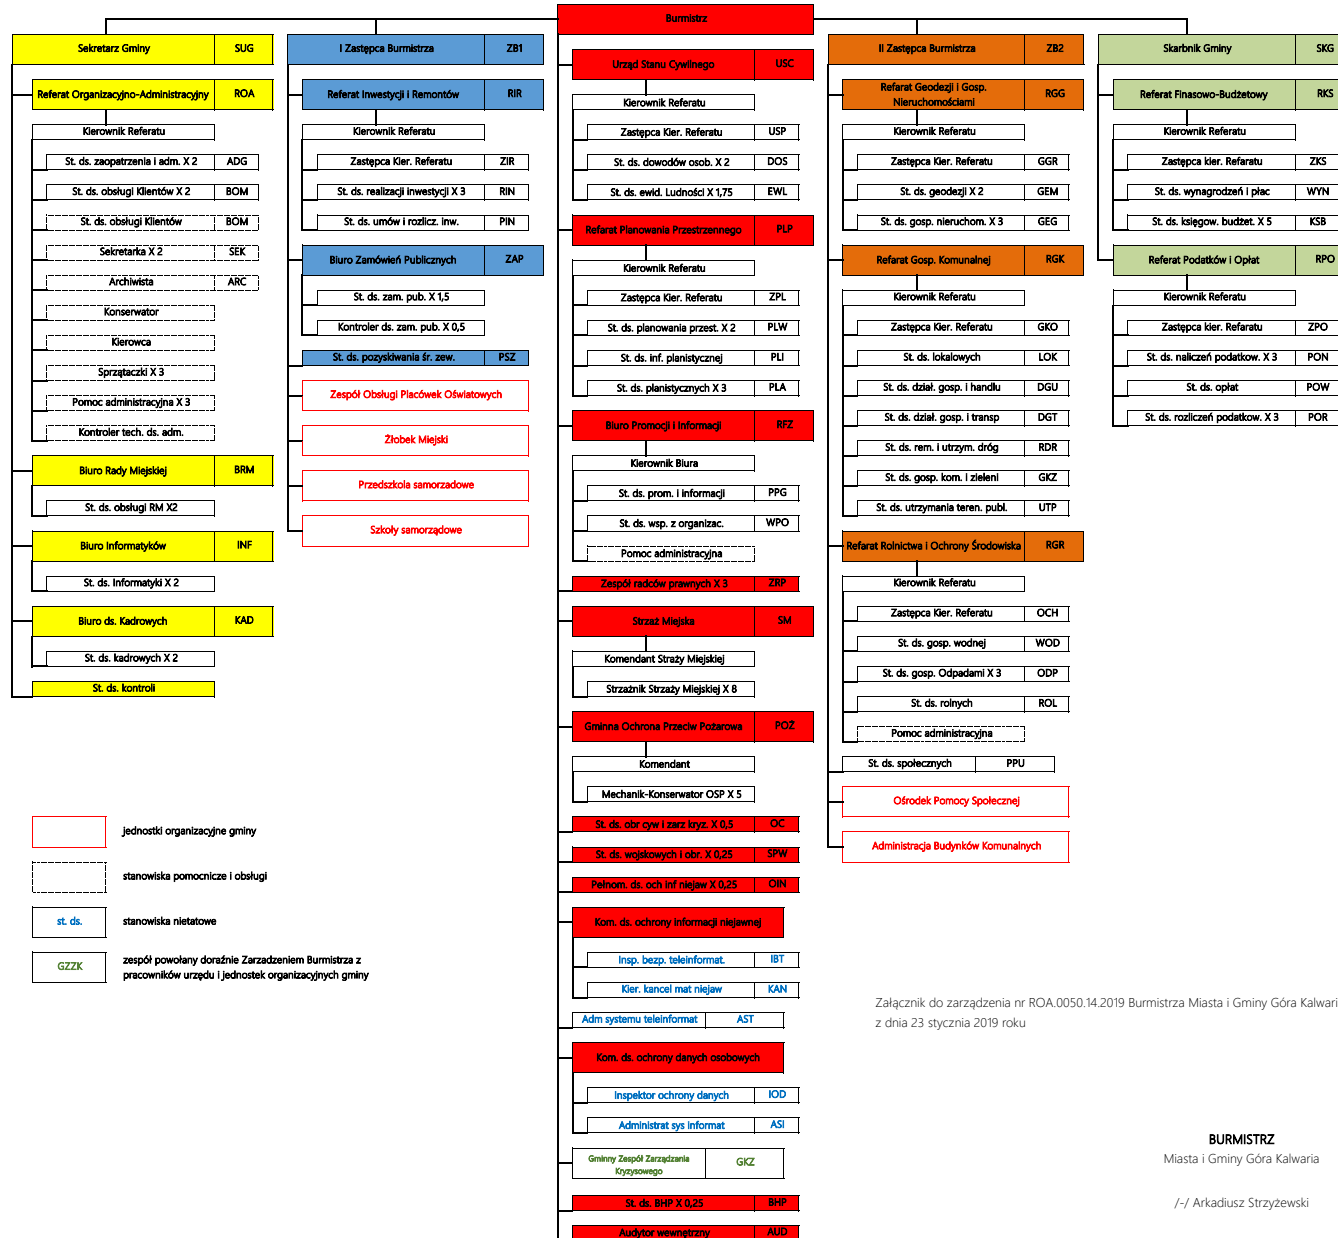 Burmistrz
Sekretarz Gminy SUG
Referat Organizacyjno-Administracyjny ROA
Kierownik Referatu
St. ds. zaopatrzenia i adm. X 2 ADG
St. ds. obsługi Klientów X 2 BOM
St. ds. obsługi Klientów BOM
Sekretarka X 2 SEK
Archiwista ARC
Konserwator
Kierowca
Sprzątaczki X 3
Pomoc administracyjna X 3
Kontroler tech. ds. adm.
Biuro Rady Miejskiej BRM
St. ds. obsługi RM X2
Biuro Informatyków INF
St. ds. Informatyki X 2
Biuro ds. Kadrowych KAD
St. ds. kadrowych X 2
St. ds. kontroli
I Zastępca Burmistrza ZB1
Referat Inwestycji i Remontów RIR
Kierownik Referatu
Zastępca Kier. Referatu ZIR
St. ds. realizacji inwestycji X 3 RIN
St. ds. umów i rozlicz. inw. PIN
Biuro Zamówień Publicznych ZAP
St. ds. zam. pub. X 1,5
Kontroler ds. zam. pub. X 0,5
St. ds. pozyskiwania śr. zew. PSZ
Zespół Obsługi Placówek Oświatowych
Żłobek Miejski
Przedszkola samorzadowe
Szkoły samorządowe
Urząd Stanu Cywilnego USC
Kierownik Referatu
Zastępca Kier. Referatu USP
St. ds. dowodów osob. X 2 DOS
St. ds. ewid. Ludności X 1,75 EWL
Refarat Planowania Przestrzennego PLP
Kierownik Referatu
Zastępca Kier. Referatu ZPL
St. ds. planowania przest. X 2 PLW
St. ds. inf. planistycznej PLI
St. ds. planistycznych X 3 PLA
Biuro Promocji i Informacji RFZ
Kierownik Biura
St. ds. prom. i informacji PPG
St. ds. wsp. z organizac. WPO
Pomoc administracyjna
Zespół radców prawnych X 3 ZRP
Straż Miejska SM
Komendant Straży Miejskiej
Strażnik Straży Miejskiej X 8
Gminna Ochrona Przeciw Pożarowa POŻ
Komendant
Mechanik-Konserwator OSP X 5
St. ds. obr cyw i zarz kryz. X 0,5 OC
St. ds. wojskowych i obr. X 0,25 SPW
Pełnom. ds. och inf niejaw X 0,25 OIN
Kom. ds. ochrony informacji niejawnej
Insp. bezp. teleinformat. IBT
Kier. kancel mat niejaw KAN
Adm systemu teleinformat AST
Kom. ds. ochrony danych osobowych
Inspektor ochrony danych IOD
Administrat sys informat ASI
Gminny Zespół Zarządzania
Kryzysowego GKZ
St. ds. BHP X 0,25 BHP
Audytor wewnętrzny AUD
II Zastępca Burmistrza ZB2
Refarat Geodezji i Gosp.
Nieruchomościami RGG
Kierownik Referatu
Zastępca Kier. Referatu GGR
St. ds. geodezji X 2 GEM
St. ds. gosp. nieruchom. X 3 GEG
Refarat Gosp. Komunalnej RGK
Kierownik Referatu
Zastępca Kier. Referatu GKO
St. ds. lokalowych LOK
St. ds. dział. gosp. i handlu DGU
St. ds. dział. gosp. i transp DGT
St. ds. rem. i utrzym. dróg RDR
St. ds. gosp. kom. i zieleni GKZ
St. ds. utrzymania teren. publ. UTP
Refarat Rolnictwa i Ochrony Środowiska RGR
Kierownik Referatu
Zastępca Kier. Referatu OCH
St. ds. gosp. wodnej WOD
St. ds. gosp. Odpadami X 3 ODP
St. ds. rolnych ROL
Pomoc administracyjna
St. ds. społecznych PPU
Ośrodek Pomocy Społecznej
Administracja Budynków Komunalnych
Skarbnik Gminy SKG
Referat Finasowo-Budżetowy RKS
Kierownik Referatu
Zastępca kier. Refaratu ZKS
St. ds. wynagrodzeń i płac WYN
St. ds. księgow. budżet. X 5 KSB
Referat Podatków i Opłat RPO
Kierownik Referatu
Zastępca kier. Refaratu ZPO
St. ds. naliczeń podatkow. X 3 PON
St. ds. opłat POW
St. ds. rozliczeń podatkow. X 3 POR
jednostki organizacyjne gminy
stanowiska pomocnicze i obsługi
st. ds. stanowiska nietatowe
GZZK zespół powołany doraźnie Zarzadzeniem Burmistrza z
pracowników urzędu i jednostek organizacyjnych gminy
Załącznik do zarządzenia nr ROA.0050.14.2019 Burmistrza Miasta i Gminy Góra Kalwari
z dnia 23 stycznia 2019 roku
BURMISTRZ
Miasta i Gminy Góra Kalwaria
/-/ Arkadiusz Strzyżewski